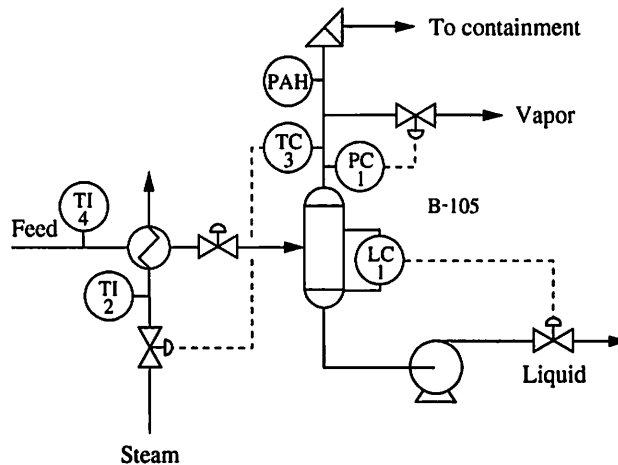 To containment
PAH
Vapor
TC
3
PC
1
B-105
TI
4
Feed
LC
1
TI
2
Liquid
Steam